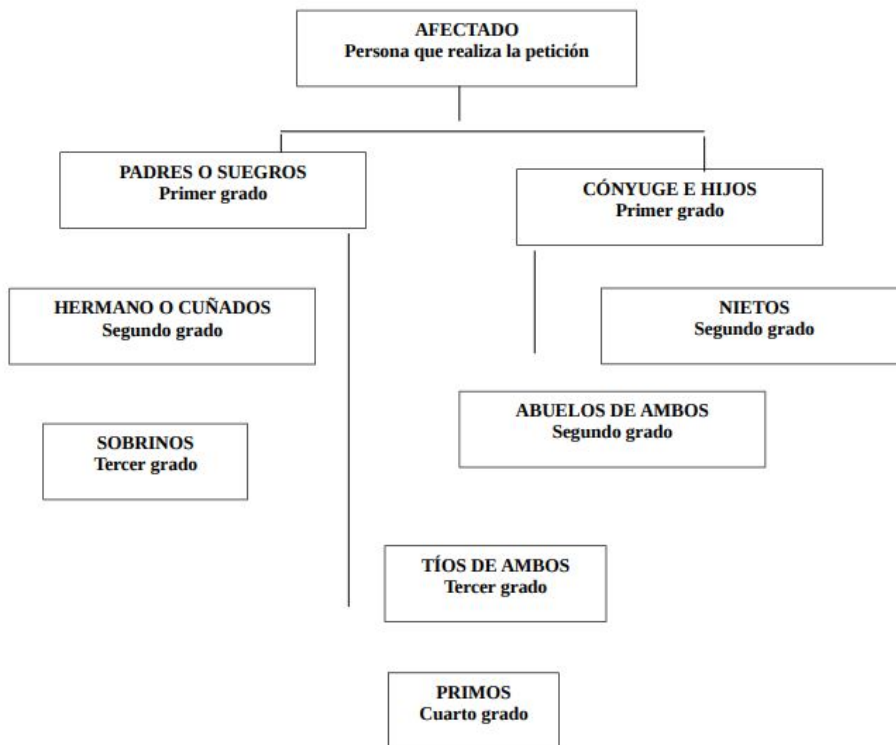 AFECTADO
Persona que realiza la petición
PADRES O SUEGROS
Primer grado
CÓNYUGE E HIJOS
Primer grado
HERMANO O CUÑADOS
Segundo grado
NIETOS
Segundo grado
ABUELOS DE AMBOS
Segundo grado
SOBRINOS
Tercer grado
TÍOS DE AMBOS
Tercer grado
PRIMOS
Cuarto grado